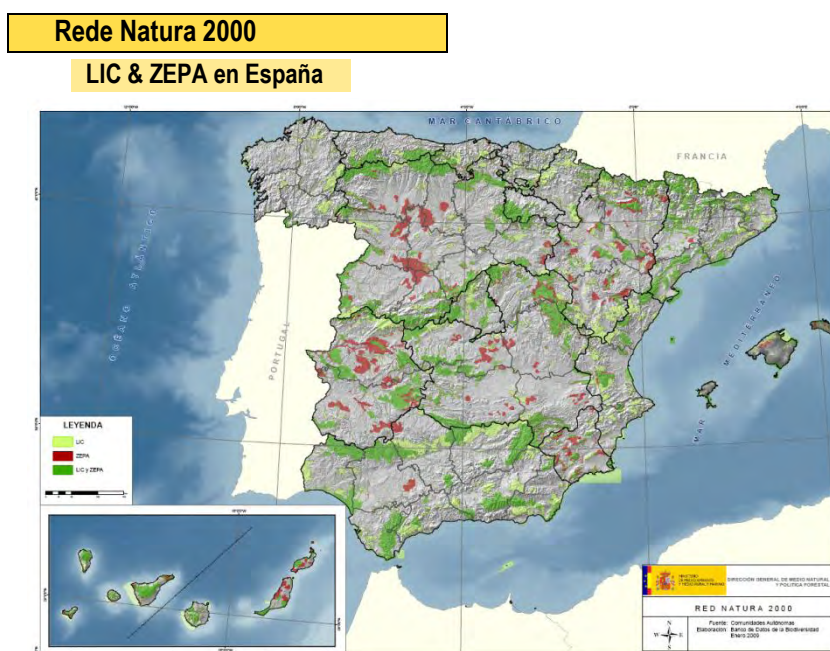 Rede Natura 2000
LIC & ZEPA en España
MAR CANTÁBRICO
FRANCIA
OCÉANO ATLÁNTICO
PORTUGAL
MAR MEDITERRANEO
LEYENDA
LIC
ZEPA
LIC y ZEPA
DIRECCIÓN GENERAL DE MEDIO NATURAL
Y POLITICA FORESTAL
RED NATURA 2000
N
W E
S
Fuente: Comunidades Autónomas
Elaboración: Banco de Datos de la Biodiversidad
Enero 2009